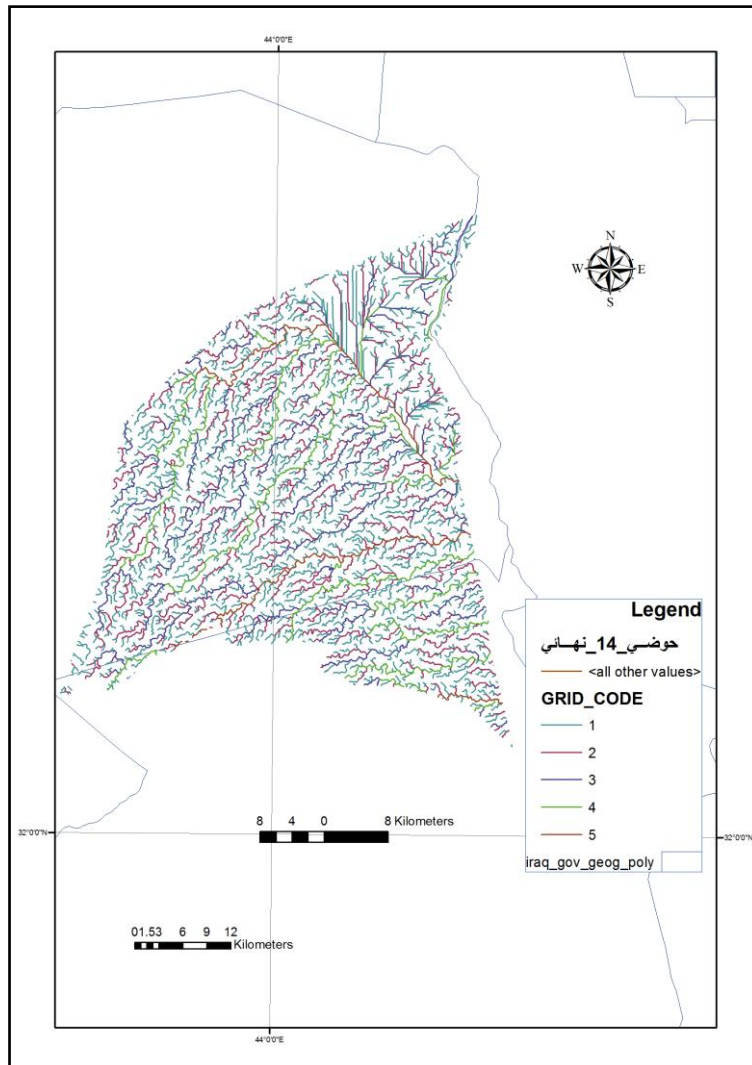 44°0'0"E
N
W E
S
Legend
حوضـي_14_نهـائي
<all other values>
GRID_CODE
1
2
3
4
5
iraq_gov_geog_poly
32°0'0"N
32°0'0"N
8 4 0 8 Kilometers
01.53 6 9 12
Kilometers
44°0'0"E